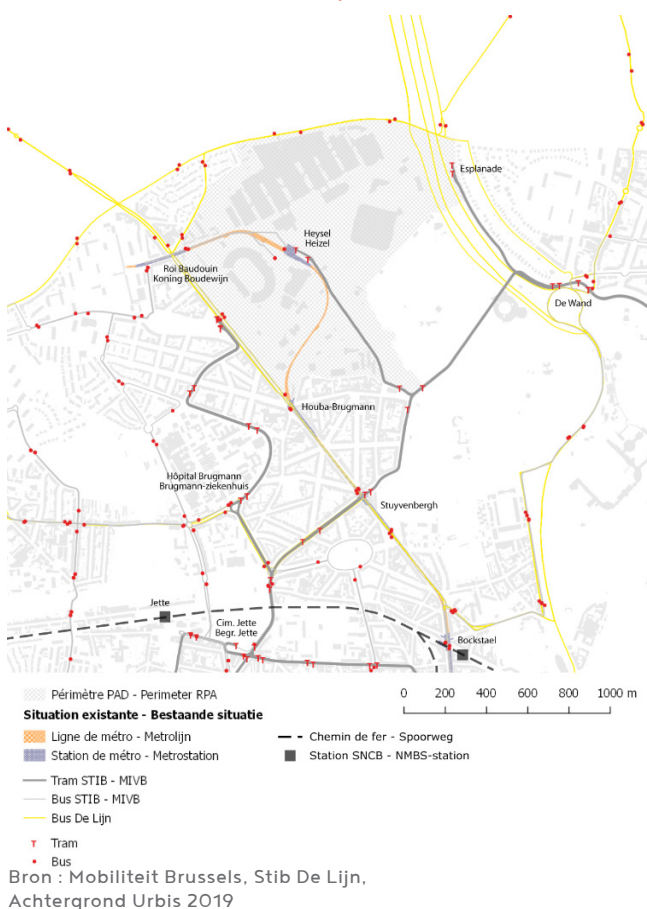 Esplanade
Heysel
Heizel
Roi Baudouin
Koning Boudewijn
De Wand
Houba-Brugmann
Hôpital Brugmann
Brugmann-ziekenhuis
Stuyvenbergh
Jette
Cim. Jette
Begr. Jette
Bockstael
Périmètre PAD - Perimeter RPA
0 200 400 600 800 1000 m
Situation existante - Bestaande situatie
Ligne de métro - Metrolijn
Chemin de fer - Spoorweg
Station de métro - Metrostation
Station SNCB - NMBS-station
Tram STIB - MIVB
Bus STIB - MIVB
Bus De Lijn
T Tram
Bus
Bron : Mobiliteit Brussels, Stib De Lijn,
Achtergrond Urbis 2019